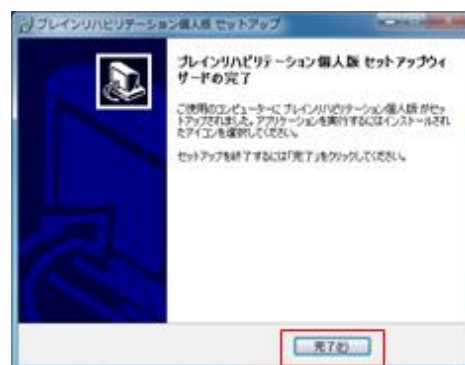 ブレインリハビリテーション個人版 セットアップ
ブレインリハビリテーション個人版 セットアップウィ
ザードの完了
ご使用のコンピューターに ブレインリハビリテーション個人版 がセッ
トアップされました。アプリケーションを実行するにはインストールされ
たアイコンを選択してください。
セットアップを終了するには「完了」をクリックしてください。
完了(F)